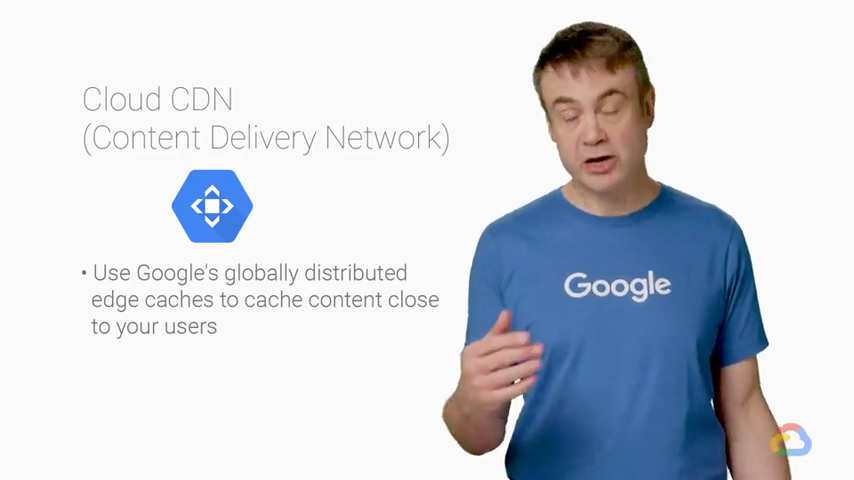 Cloud CDN
(Content Delivery Network)
• Use Google's globally distributed
edge caches to cache content close
to your users
Google